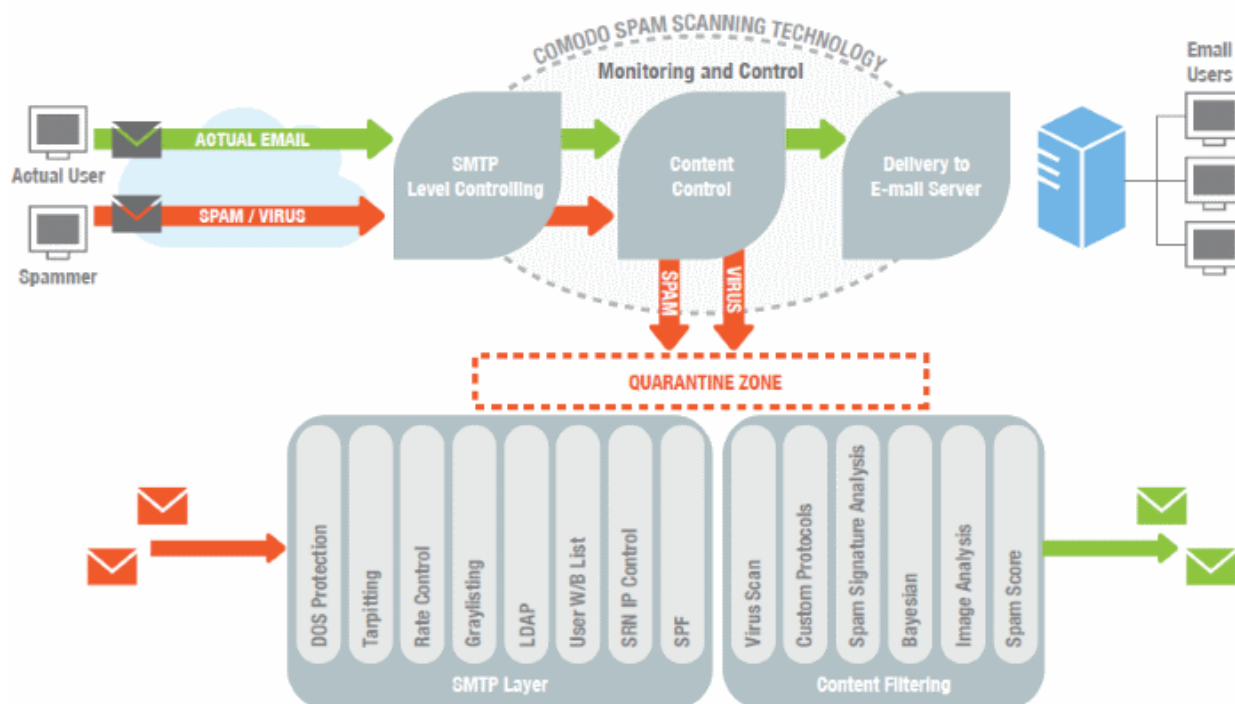 COMODO SPAM SCANNING TECHNOLOGY
Monitoring and Control
Email
Users
Actual User
ACTUAL EMAIL
SMTP
Level Controlling
Content
Control
Delivery to
E-mail Server
Spammer
SPAM / VIRUS
SPAM
VIRUS
QUARANTINE ZONE
DOS Protection
Tarpitting
Rate Control
Graylisting
LDAP
User W/B List
SRN IP Control
SPF
SMTP Layer
Virus Scan
Custom Protocols
Spam Signature Analysis
Bayesian
Image Analysis
Spam Score
Content Filtering